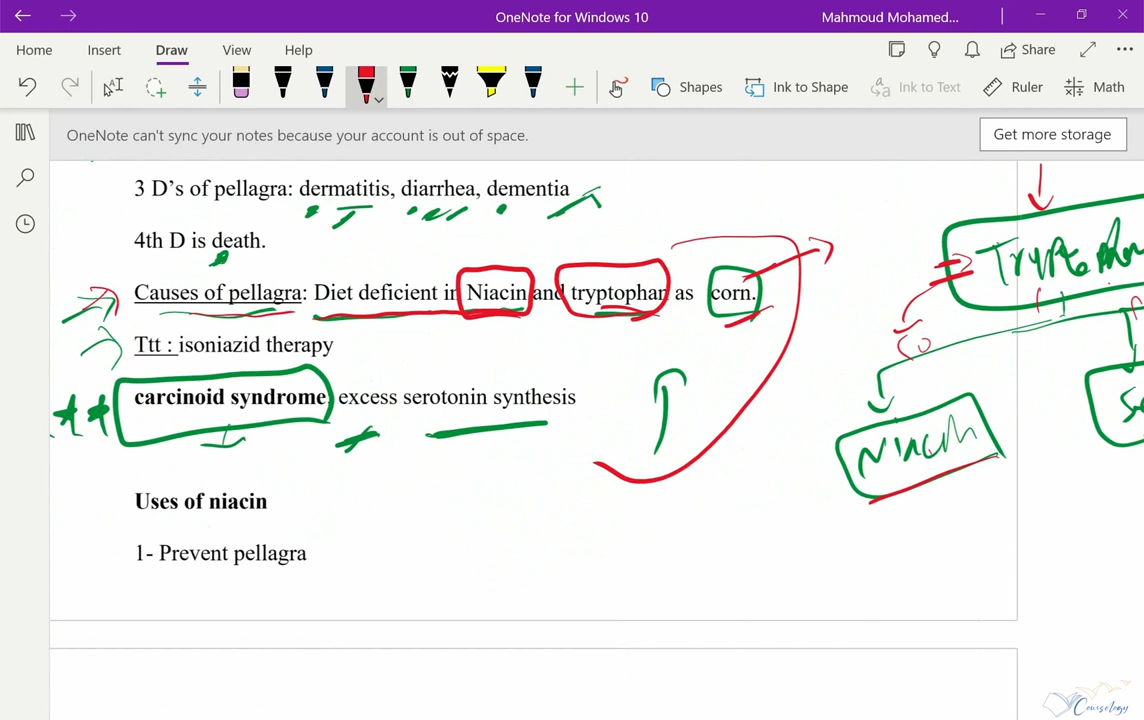 OneNote for Windows 10
Mahmoud Mohamed...
Home Insert Draw View Help
Share
Shapes Ink to Shape Ink to Text Ruler Math
OneNote can't sync your notes because your account is out of space.
Get more storage
3 D's of pellagra: dermatitis, diarrhea, dementia
4th D is death.
Causes of pellagra: Diet deficient in Niacin and tryptophan as corn.
Ttt : isoniazid therapy
carcinoid syndrome excess serotonin synthesis
Niacin
Uses of niacin
1- Prevent pellagra
Coursology